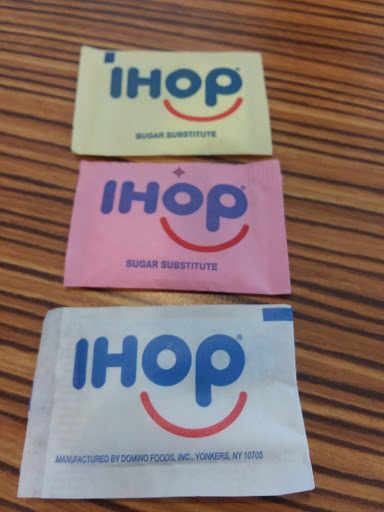 IHOP®
SUGAR SUBSTITUTE
IHOP®
SUGAR SUBSTITUTE
IHOP®
MANUFACTURED BY DOMINO FOODS, INC., YONKERS, NY 10705